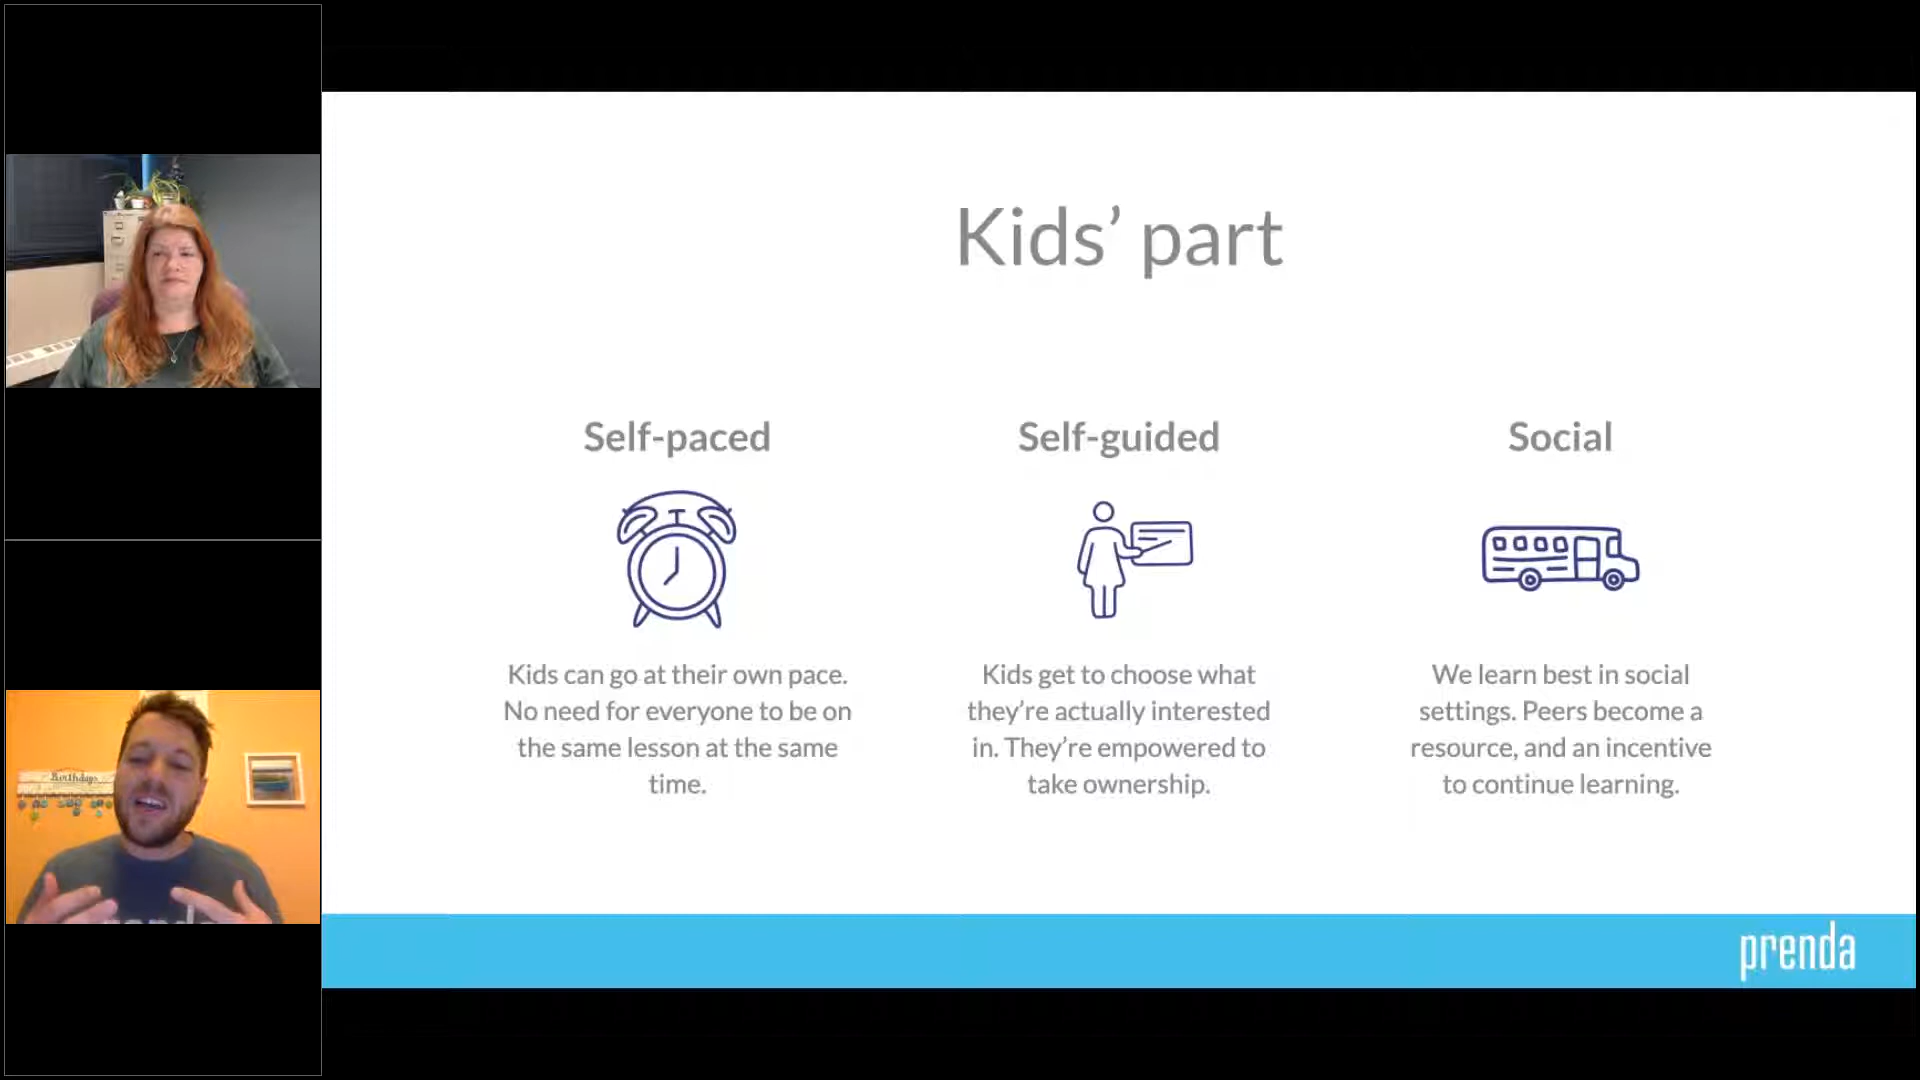 Kids’ part
Self-paced
Kids can go at their own pace.
No need for everyone to be on
the same lesson at the same
time.
Self-guided
Kids get to choose what
they’re actually interested
in. They’re empowered to
take ownership.
Social
We learn best in social
settings. Peers become a
resource, and an incentive
to continue learning.
prenda
Birthdays